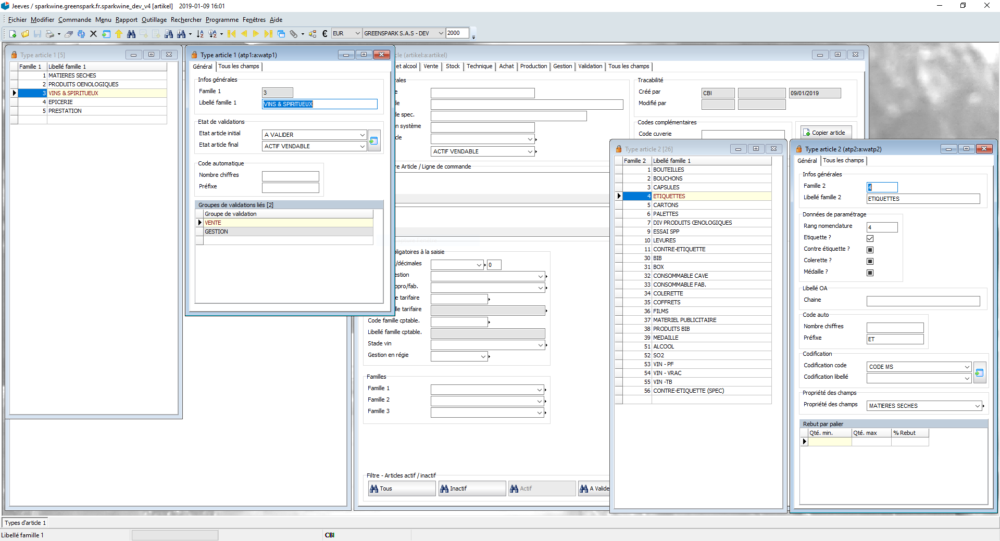 Jeeves / sparkwine.greenspark.fr.sparkwine_dev_v4 [artikel] 2019-01-09 16:01
Fichier Modifier Commande Menu Rapport Outillage Rechercher Programme Fenêtres Aide
€ EUR GREENSPARK S.A.S - DEV 2000
Type article 1 [5]
Famille 1 Libellé famille 1
1 MATIERES SECHES
2 PRODUITS OENOLOGIQUES
3 VINS & SPIRITUEUX
4 EPICERIE
5 PRESTATION
Type article 1 (atp1:a:watp1)
Général Tous les champs
Infos générales
Famille 1 3
Libellé famille 1 VINS & SPIRITUEUX
Etat de validations
Etat article initial A VALIDER
Etat article final ACTIF VENDABLE
Code automatique
Nombre chiffres
Préfixe
Groupes de validations liés [2]
Groupe de validation
VENTE
GESTION
cle (artikel:a:artikel)
et alcool Vente Stock Technique Achat Production Gestion Validation Tous les champs
rales
e
de
de spec.
n système
cle
ACTIF VENDABLE
Tracabilité
Créé par CBI 09/01/2019
Modifié par
Codes complémentaires
Code cuverie
Copier article
re Article / Ligne de commande
bligatoires à la saisie
/décimales 0
estion
ppro/fab.
e tarifaire
lle tarifaire
Code famille cptable.
Libellé famille cptable.
Stade vin
Gestion en régie
Familles
Famille 1
Famille 2
Famille 3
Filtre - Articles actif / inactif
Tous Inactif Actif A Valide
Type article 2 [26]
Famille 2 Libellé famille 1
1 BOUTEILLES
2 BOUCHONS
3 CAPSULES
4 ETIQUETTES
5 CARTONS
6 PALETTES
7 DIV PRODUITS ŒNOLOGIQUES
9 ESSAI SPP
10 LEVURES
11 CONTRE-ETIQUETTE
30 BIB
31 BOX
32 CONSOMMABLE CAVE
33 CONSOMMABLE FAB.
34 COLERETTE
35 COFFRETS
36 FILMS
37 MATERIEL PUBLICITAIRE
38 PRODUITS BIB
39 MEDAILLE
51 ALCOOL
52 SO2
53 VIN - PF
54 VIN - VRAC
55 VIN -TB
56 CONTRE-ETIQUETTE (SPEC)
Type article 2 (atp2:a:watp2)
Général Tous les champs
Infos générales
Famille 2 4
Libellé famille 2 ETIQUETTES
Données de paramétrage
Rang nomenclature 4
Etiquette ?
Contre étiquette ?
Colerette ?
Médaille ?
Libellé OA
Chaine
Code auto
Nombre chiffres
Préfixe ET
Codification
Codification code CODE MS
Codification libellé
Propriété des champs
Propriété des champs MATIERES SECHES
Rebut par palier
Qté. min. Qté. max % Rebut
Types d'article 1
Libellé famille 1 CBI